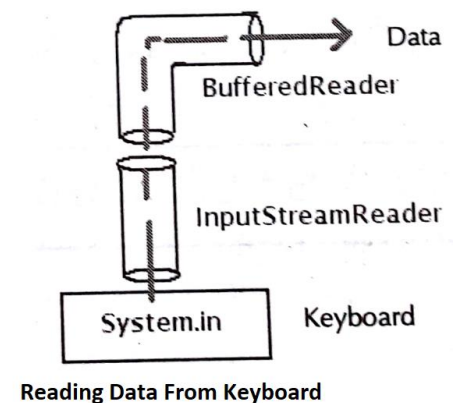 Data
BufferedReader
InputStreamReader
System.in
Keyboard
Reading Data From Keyboard